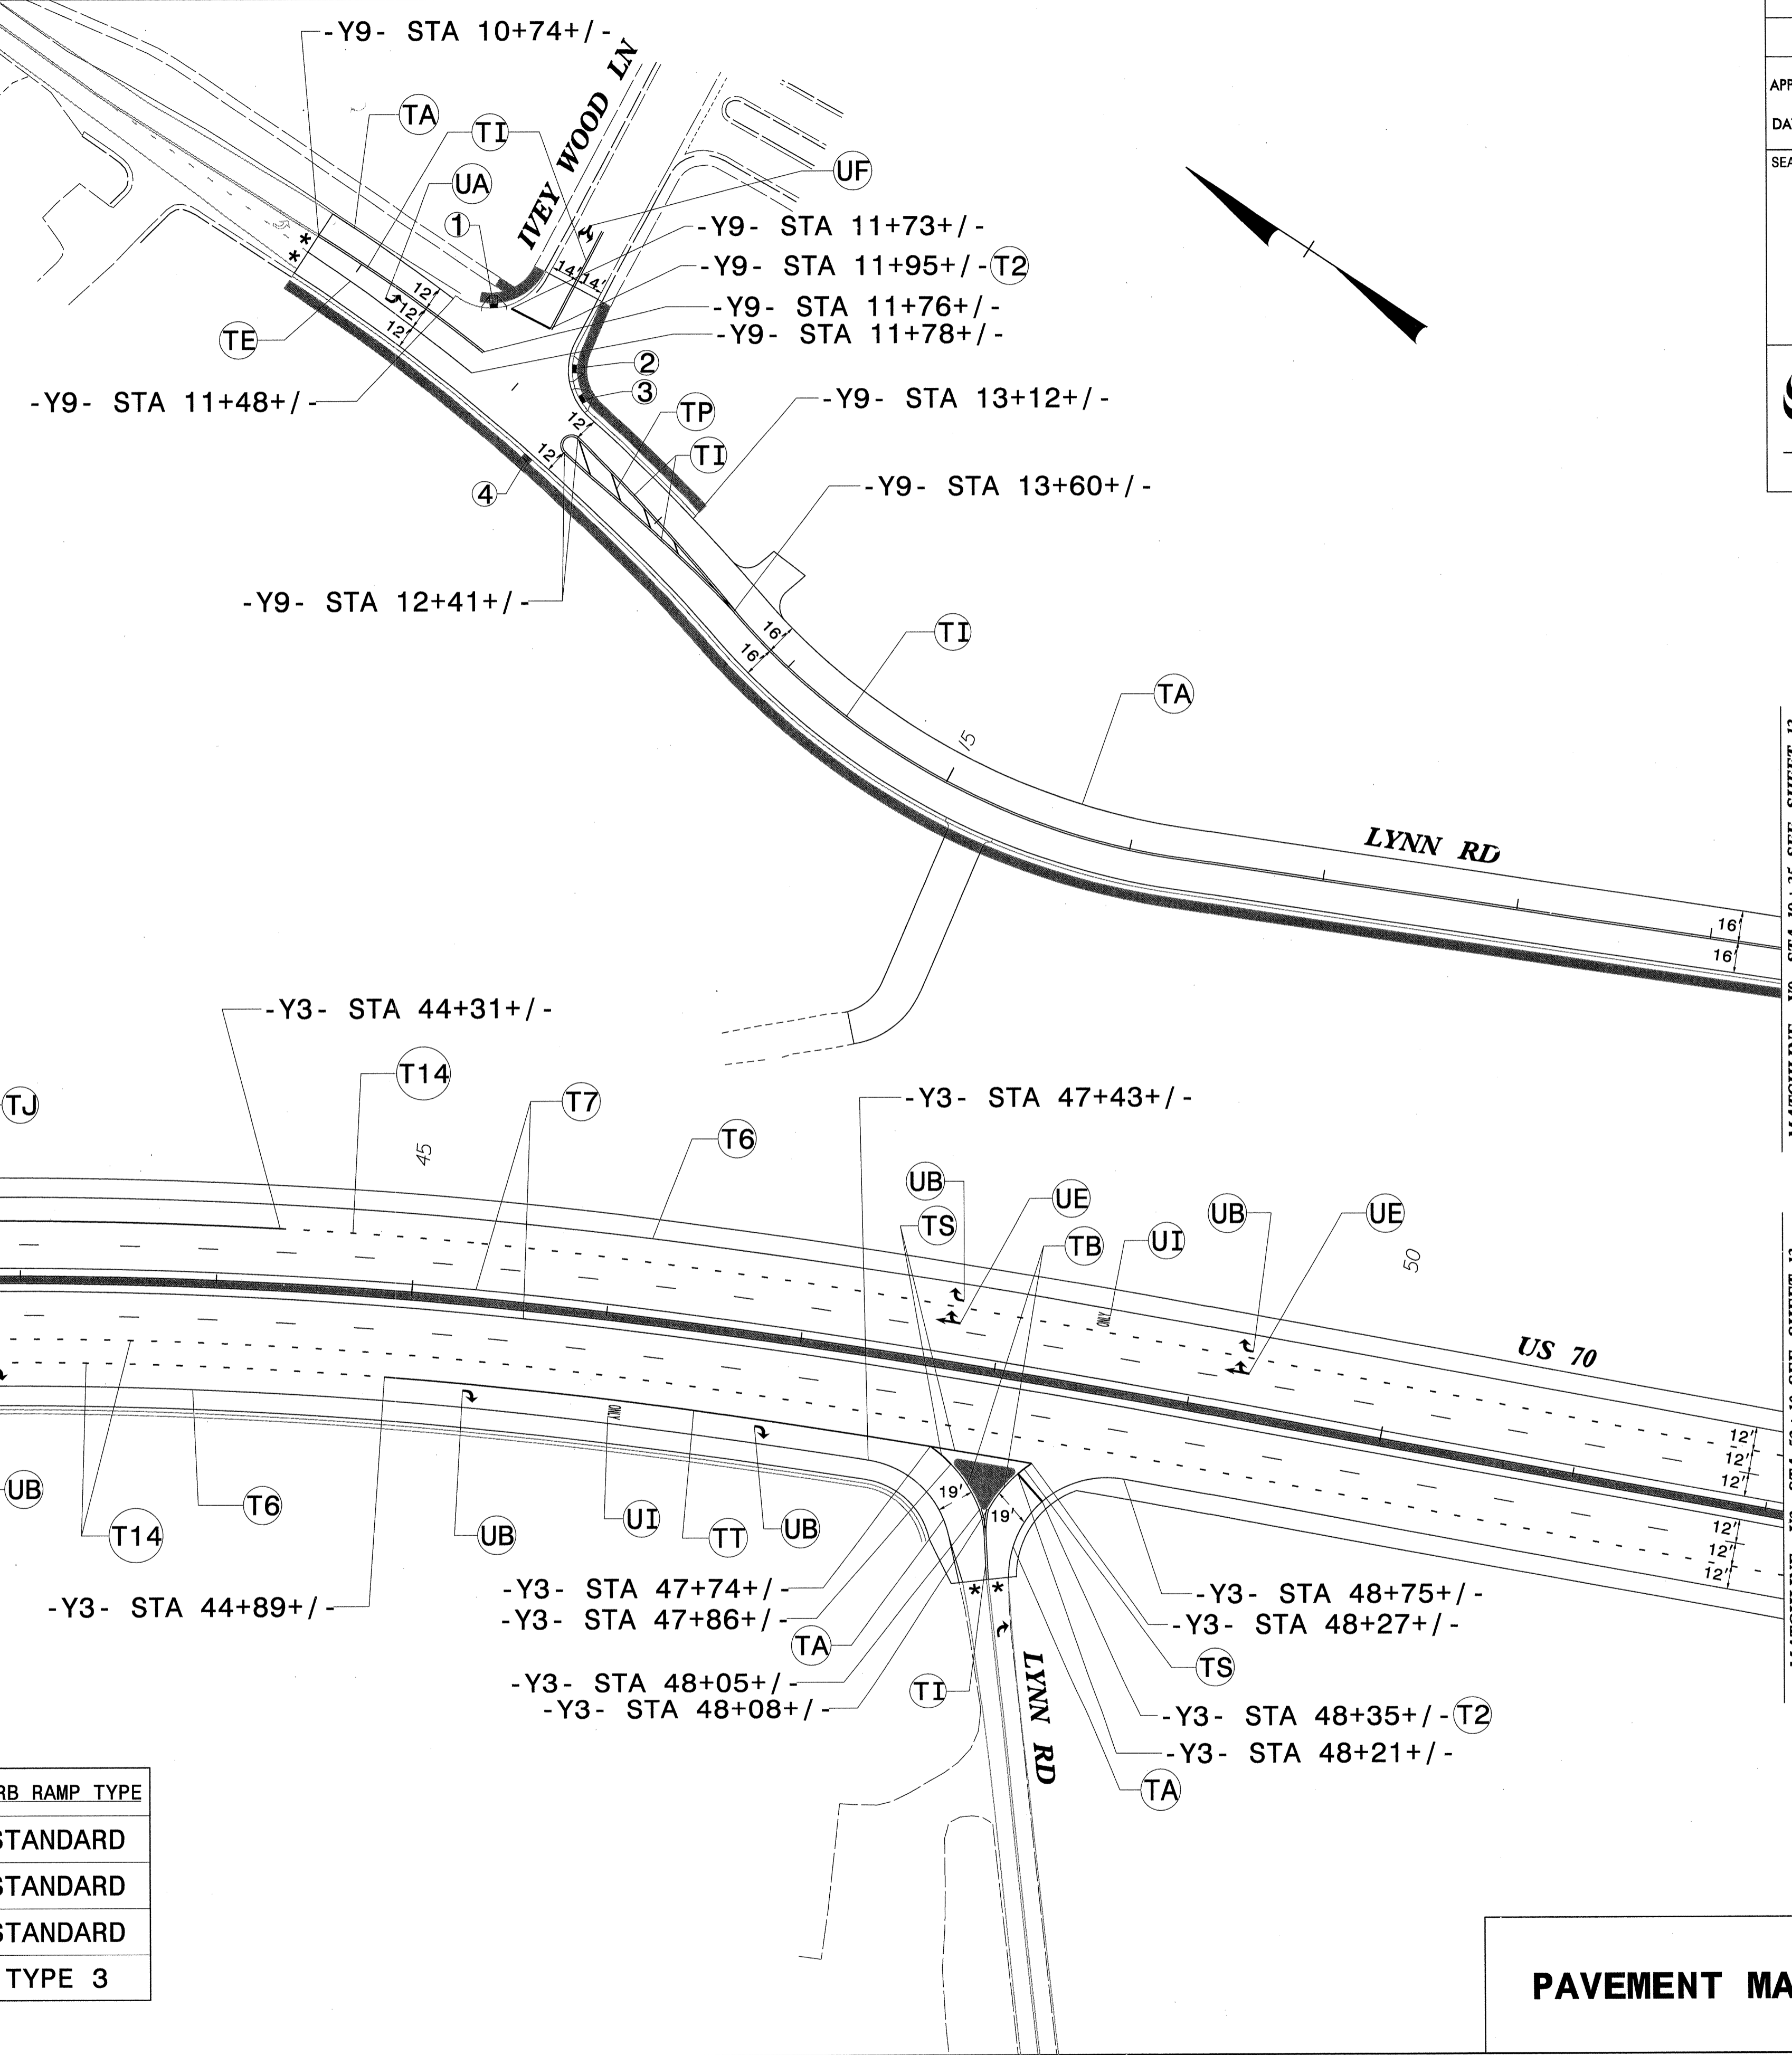 -Y9- STA 10+74+/-
TA
TI
UA
1
IVEY WOOD LN
UF
-Y9- STA 11+73+/-
-Y9- STA 11+95+/- T2
-Y9- STA 11+76+/-
-Y9- STA 11+78+/-
14' 14'
*
*
12'
12'
12'
TE
2
3
-Y9- STA 11+48+/-
-Y9- STA 13+12+/-
TP
12'
TI
12'
4
-Y9- STA 13+60+/-
-Y9- STA 12+41+/-
16'
16'
TI
TA
15
LYNN RD
16'
16'
-Y3- STA 44+31+/-
T14
TJ
T7
-Y3- STA 47+43+/-
T6
45
UB
UE
TS
TB
UI
UB
UE
50
ONLY
US 70
12'
12'
12'
12'
12'
12'
ONLY
UB
T6
T14
UB
UI
TT
UB
19'
19'
-Y3- STA 44+89+/-
-Y3- STA 47+74+/-
-Y3- STA 47+86+/-
TA
* *
-Y3- STA 48+75+/-
-Y3- STA 48+27+/-
TS
-Y3- STA 48+05+/-
-Y3- STA 48+08+/-
TI
LYNN RD
-Y3- STA 48+35+/- T2
-Y3- STA 48+21+/-
TA
RB RAMP TYPE
STANDARD
STANDARD
STANDARD
TYPE 3
PAVEMENT MA
APP
DA
SEA